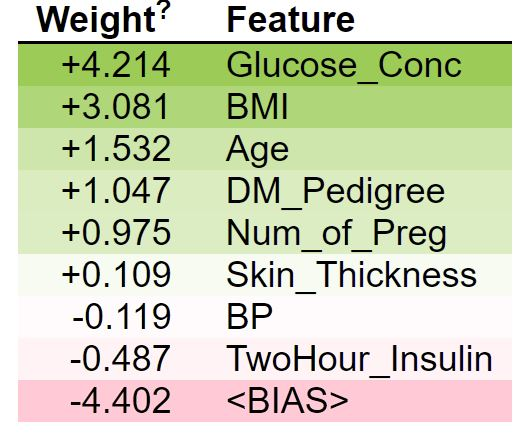 Weight? Feature
+4.214 Glucose_Conc
+3.081 BMI
+1.532 Age
+1.047 DM_Pedigree
+0.975 Num_of_Preg
+0.109 Skin_Thickness
-0.119 BP
-0.487 TwoHour_Insulin
-4.402 <BIAS>